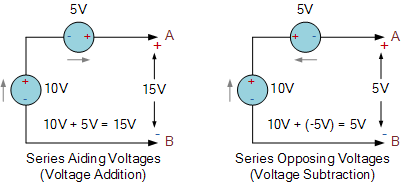 5V
- +
A
+
+
-
10V
15V
10V + 5V = 15V
-
B
Series Aiding Voltages
(Voltage Addition)
5V
+ -
A
+
+
-
10V
5V
10V + (-5V) = 5V
-
B
Series Opposing Voltages
(Voltage Subtraction)